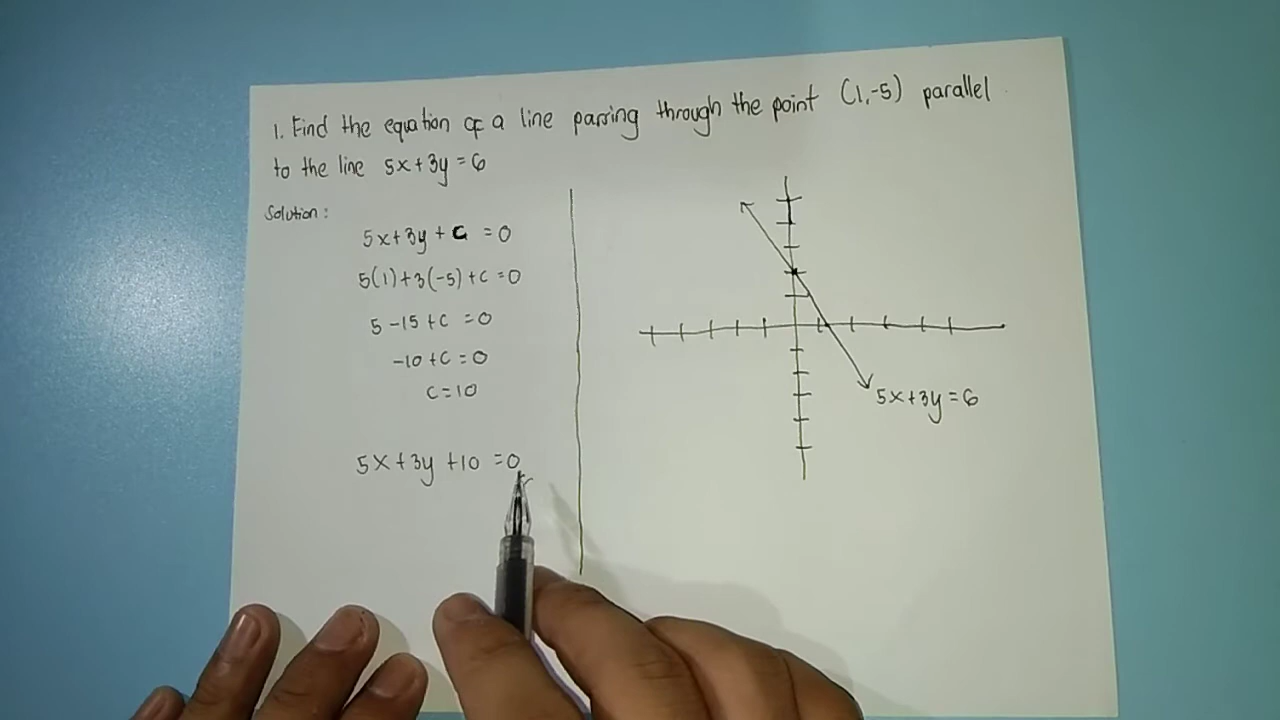 1. Find the equation of a line passing through the point (1,-5) parallel
to the line 5x+3y=6
Solution:
5x+3y+C=0
5(1)+3(-5)+C=0
5-15+C=0
-10+C=0
C=10
5x+3y+10=0
5x+3y=6